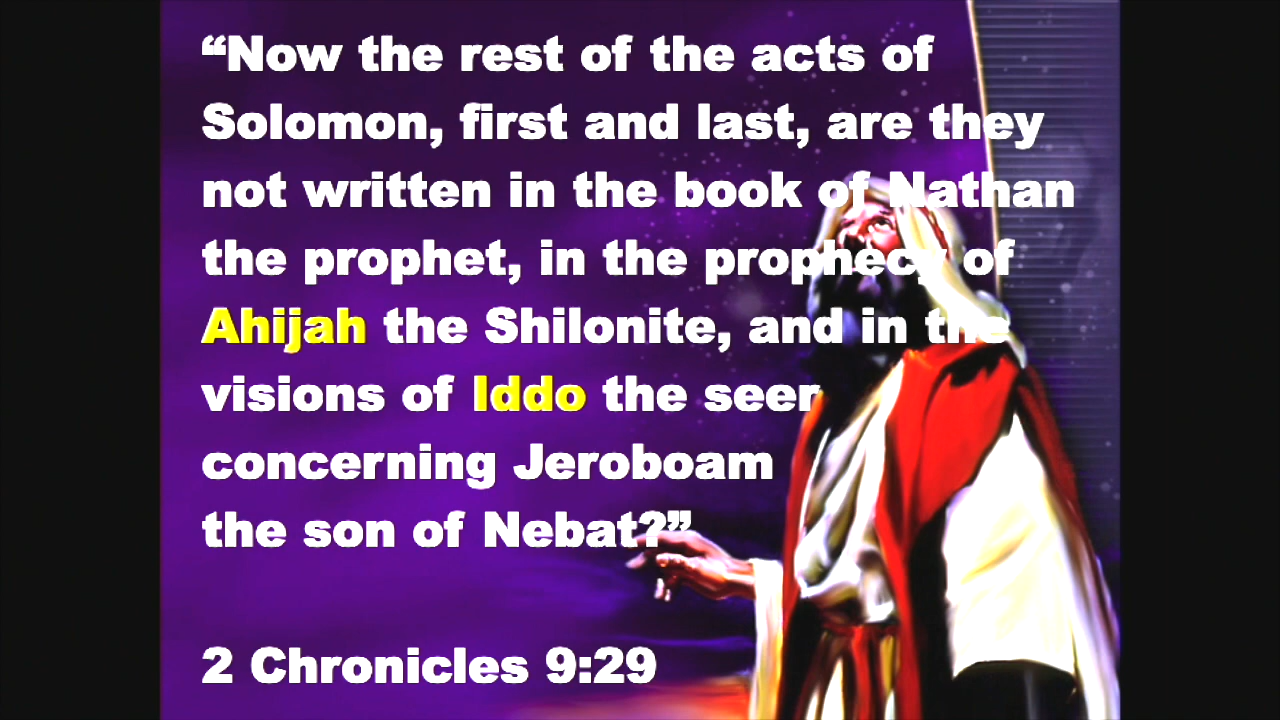 “Now the rest of the acts of
Solomon, first and last, are they
not written in the book of Nathan
the prophet, in the prophecy of
Ahijah the Shilonite, and in the
visions of Iddo the seer
concerning Jeroboam
the son of Nebat?”
2 Chronicles 9:29